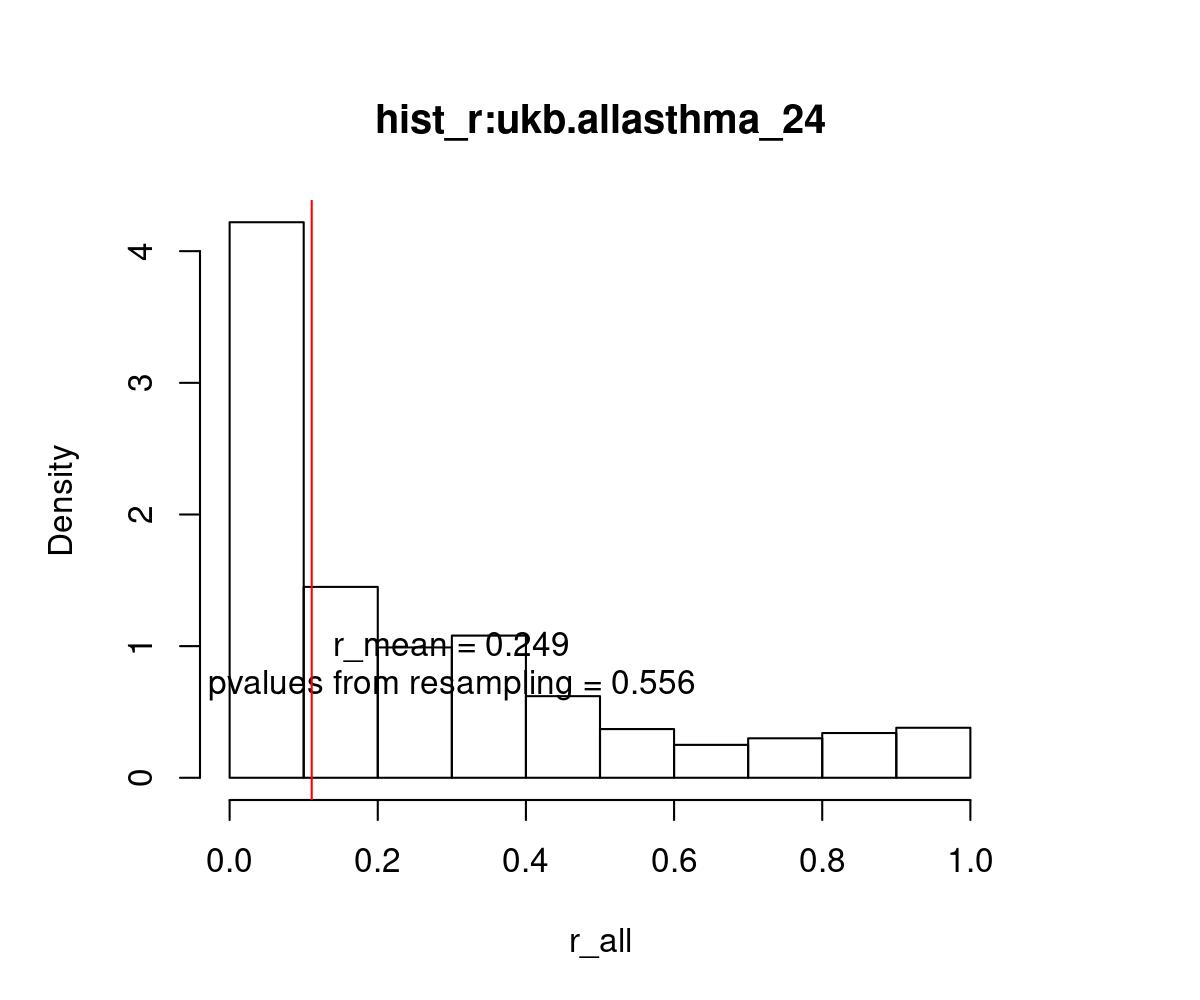 hist_r:ukb.allasthma_24
Density
4
3
2
1
0
r_mean = 0.249
pvalues from resampling = 0.556
0.0 0.2 0.4 0.6 0.8 1.0
r_all